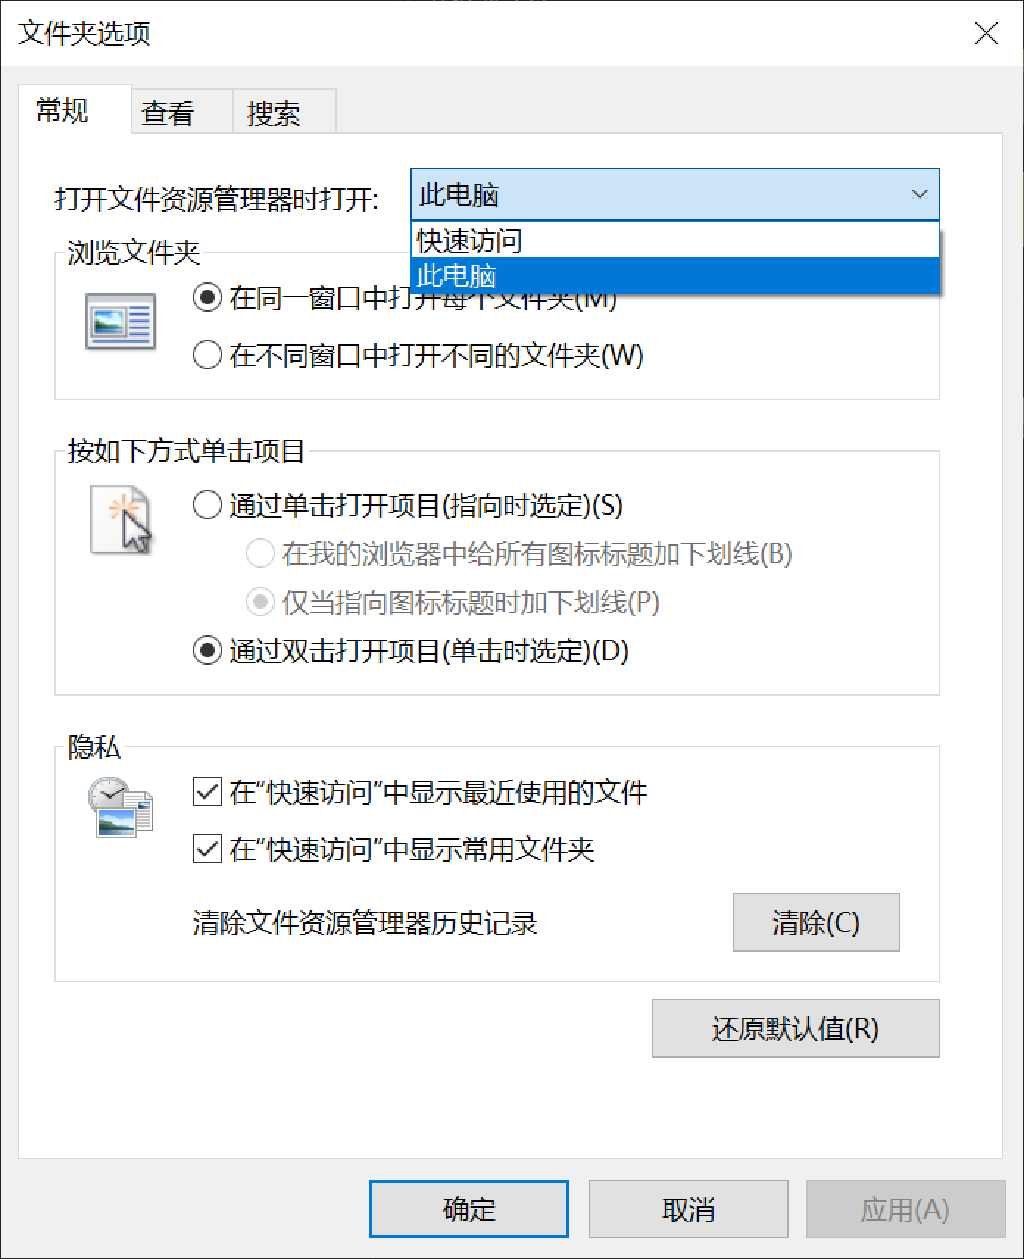 文件夹选项
常规 查看 搜索
打开文件资源管理器时打开: 此电脑
快速访问
此电脑
浏览文件夹
在同一窗口中打开每个文件夹(M)
在不同窗口中打开不同的文件夹(W)
按如下方式单击项目
通过单击打开项目(指向时选定)(S)
在我的浏览器中给所有图标标题加下划线(B)
仅当指向图标标题时加下划线(P)
通过双击打开项目(单击时选定)(D)
隐私
在“快速访问”中显示最近使用的文件
在“快速访问”中显示常用文件夹
清除文件资源管理器历史记录 清除(C)
还原默认值(R)
确定 取消 应用(A)